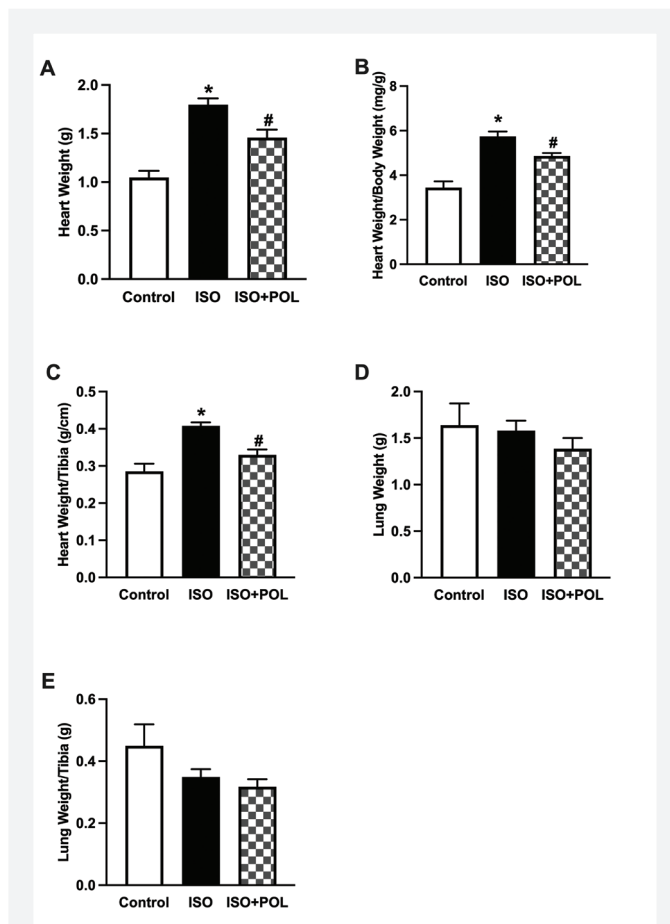 A
Heart Weight (g)
2.0
1.5
1.0
0.5
0.0
*
#
Control ISO ISO+POL
B
Heart Weight/Body Weight (mg/g)
8
6
4
2
0
*
#
Control ISO ISO+POL
C
Heart Weight/Tibia (g/cm)
0.5
0.4
0.3
0.2
0.1
0.0
*
#
Control ISO ISO+POL
D
Lung Weight (g)
2.0
1.5
1.0
0.5
0.0
Control ISO ISO+POL
E
Lung Weight/Tibia (g)
0.6
0.4
0.2
0.0
Control ISO ISO+POL